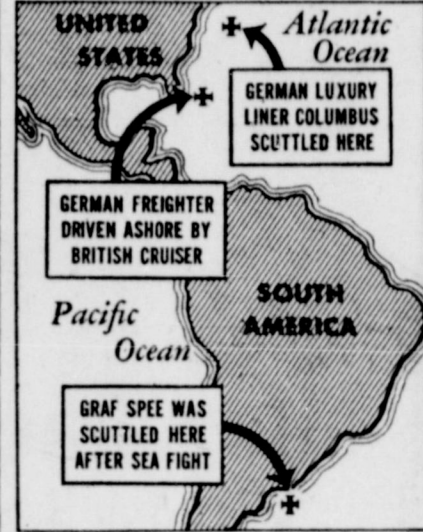 UNITED
STATES
Atlantic
Ocean
GERMAN LUXURY
LINER COLUMBUS
SCUTTLED HERE
GERMAN FREIGHTER
DRIVEN ASHORE BY
BRITISH CRUISER
Pacific
Ocean
SOUTH
AMERICA
GRAF SPEE WAS
SCUTTLED HERE
AFTER SEA FIGHT